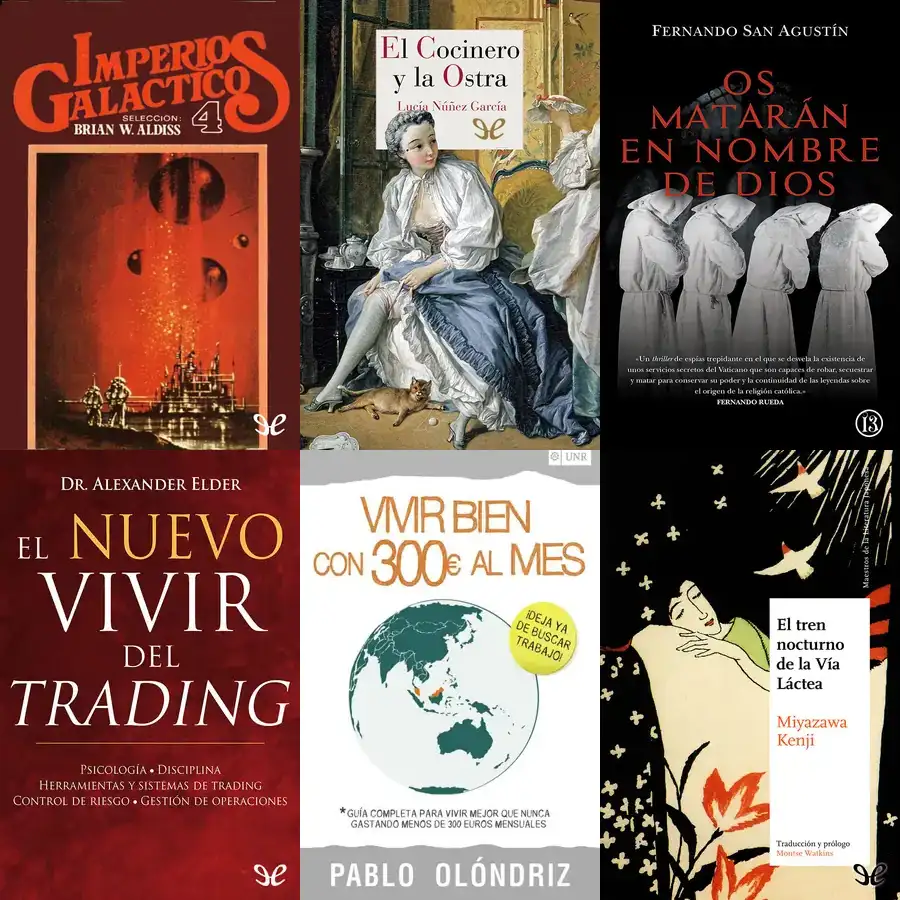 IMPERIOS
GALACTICOS
SELECCION:
BRIAN W. ALDISS
4
El Cocinero
y la Ostra
Lucía Núñez García
FERNANDO SAN AGUSTÍN
OS
MATARÁN
EN NOMBRE
DE DIOS
«Un thriller de espías trepidante en el que se desvela la existencia de
unos servicios secretos del Vaticano que son capaces de robar, secuestrar
y matar para conservar su poder y la continuidad de las leyendas sobre
el origen de la religión católica.»
FERNANDO RUEDA
13
DR. ALEXANDER ELDER
EL NUEVO
VIVIR
DEL
TRADING
PSICOLOGÍA • DISCIPLINA
HERRAMIENTAS Y SISTEMAS DE TRADING
CONTROL DE RIESGO • GESTIÓN DE OPERACIONES
UNR
VIVIR BIEN
CON 300€ AL MES
¡DEJA YA
DE BUSCAR
TRABAJO!
*GUÍA COMPLETA PARA VIVIR MEJOR QUE NUNCA
GASTANDO MENOS DE 300 EUROS MENSUALES
PABLO OLÓNDRIZ
Maestros de la Literatura Japonesa
El tren
nocturno
de la Vía
Láctea
Miyazawa
Kenji
Traducción y prólogo
Montse Watkins